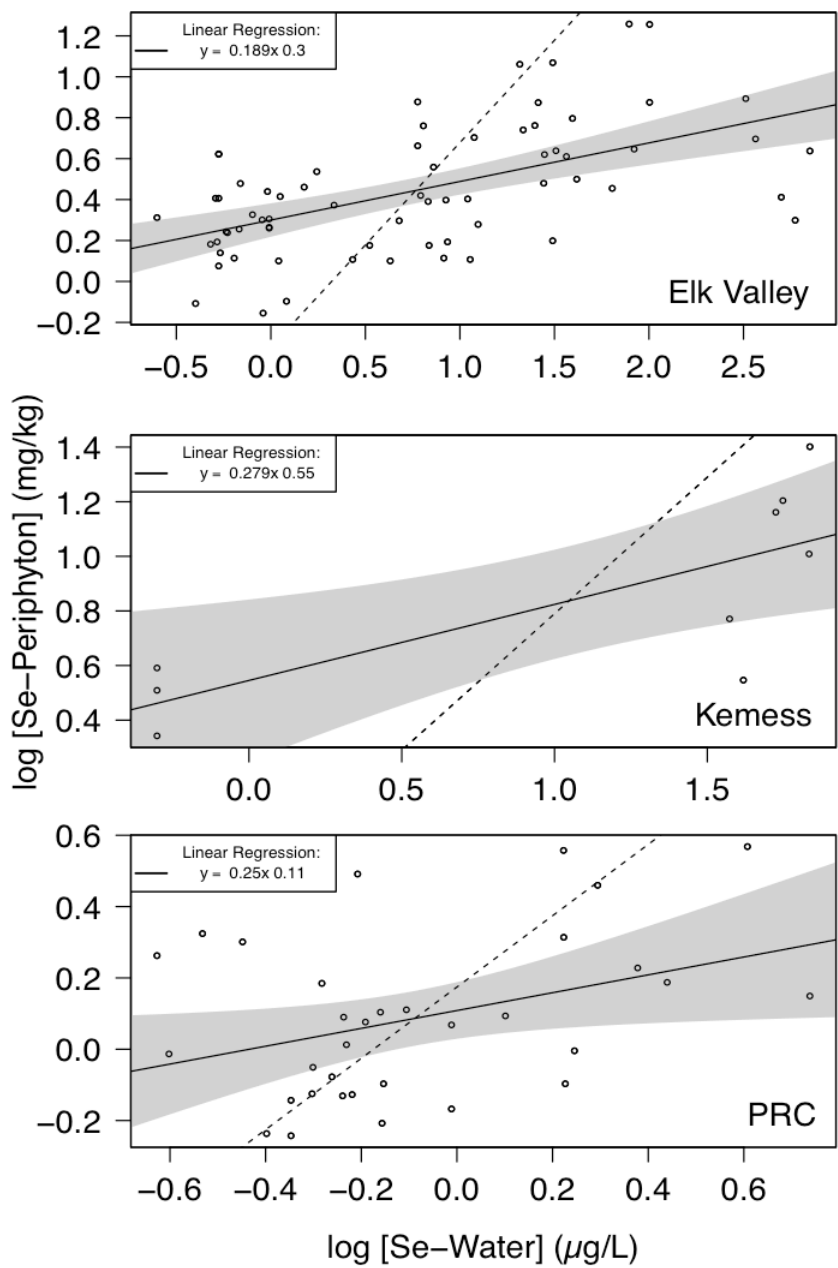 Linear Regression:
y = 0.189x 0.3
1.2
1.0
0.8
0.6
0.4
0.2
0.0
−0.2
Elk Valley
−0.5 0.0 0.5 1.0 1.5 2.0 2.5
log [Se−Periphyton] (mg/kg)
Linear Regression:
y = 0.279x 0.55
1.4
1.2
1.0
0.8
0.6
0.4
Kemess
0.0 0.5 1.0 1.5
Linear Regression:
y = 0.25x 0.11
0.6
0.4
0.2
0.0
−0.2
PRC
−0.6 −0.4 −0.2 0.0 0.2 0.4 0.6
log [Se−Water] (µg/L)